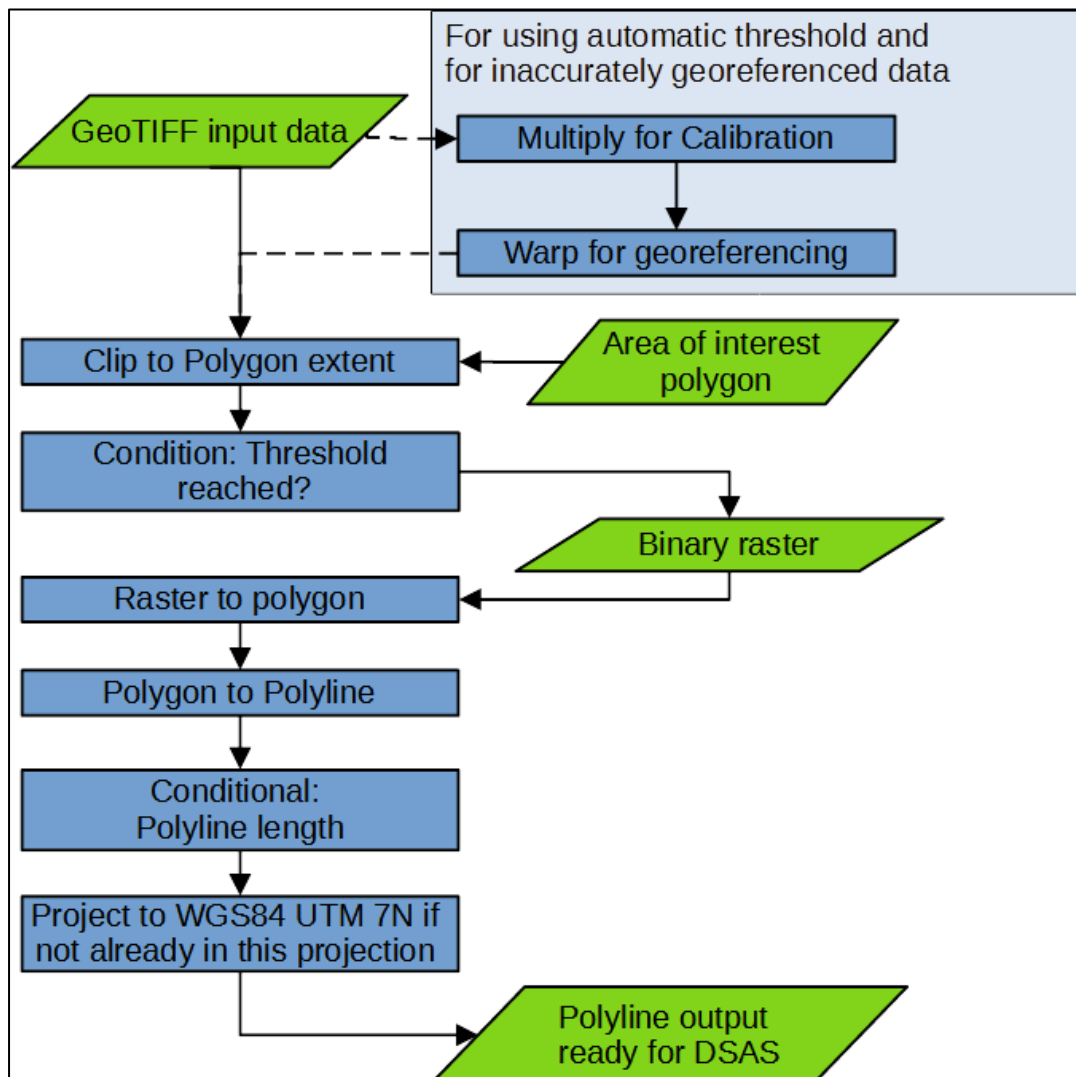 For using automatic threshold and
for inaccurately georeferenced data
GeoTIFF input data
Multiply for Calibration
Warp for georeferencing
Clip to Polygon extent
Area of interest
polygon
Condition: Threshold
reached?
Binary raster
Raster to polygon
Polygon to Polyline
Conditional:
Polyline length
Project to WGS84 UTM 7N if
not already in this projection
Polyline output
ready for DSAS